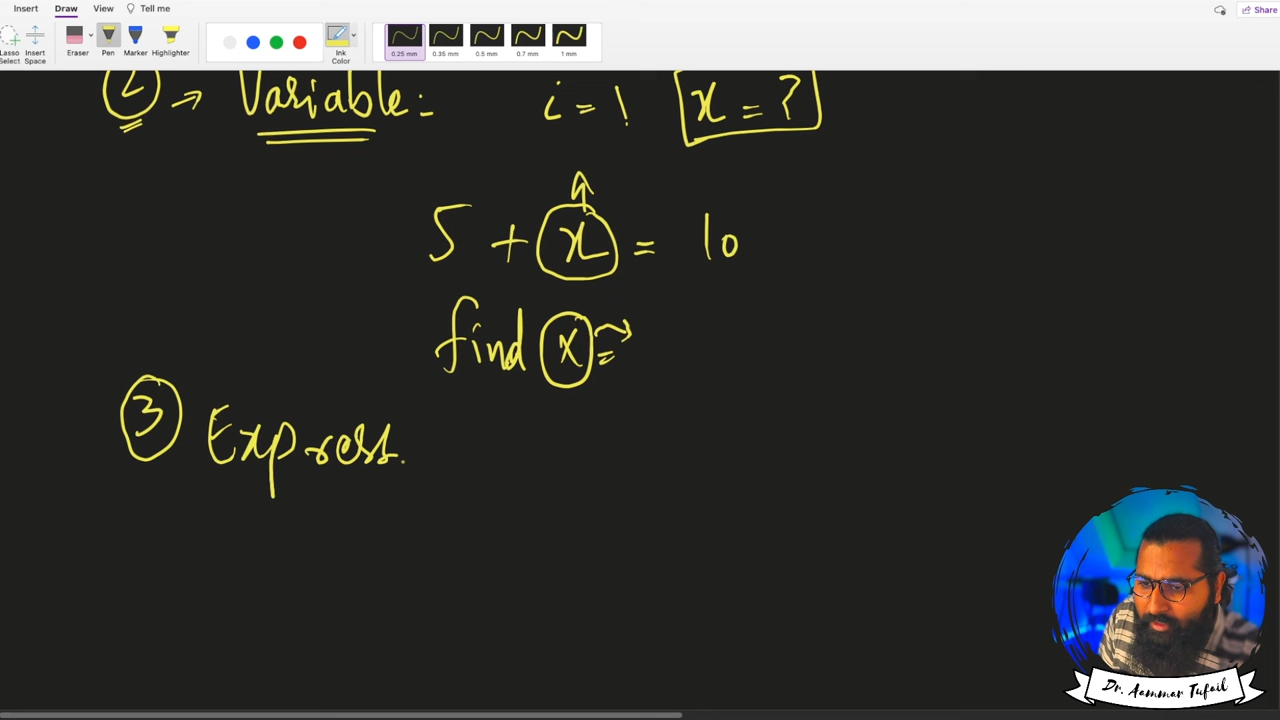 Insert Draw View Tell me
Share
Lasso Select
Insert Space
Eraser
Pen
Marker
Highlighter
Ink Color
0.25 mm
0.35 mm
0.5 mm
0.7 mm
1 mm
2 → Variable:- i = 1 x = ?
5 + x = 10
find x =
3 Express.
Dr. Aammar Tufail